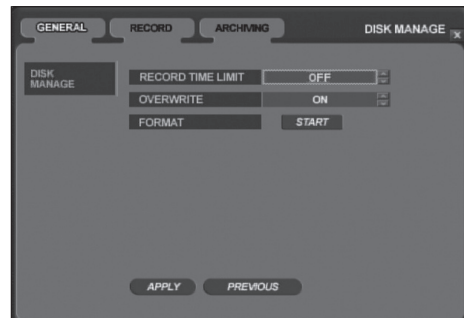 GENERAL RECORD ARCHIVING DISK MANAGE x
DISK
MANAGE
RECORD TIME LIMIT OFF
OVERWRITE ON
FORMAT START
APPLY PREVIOUS